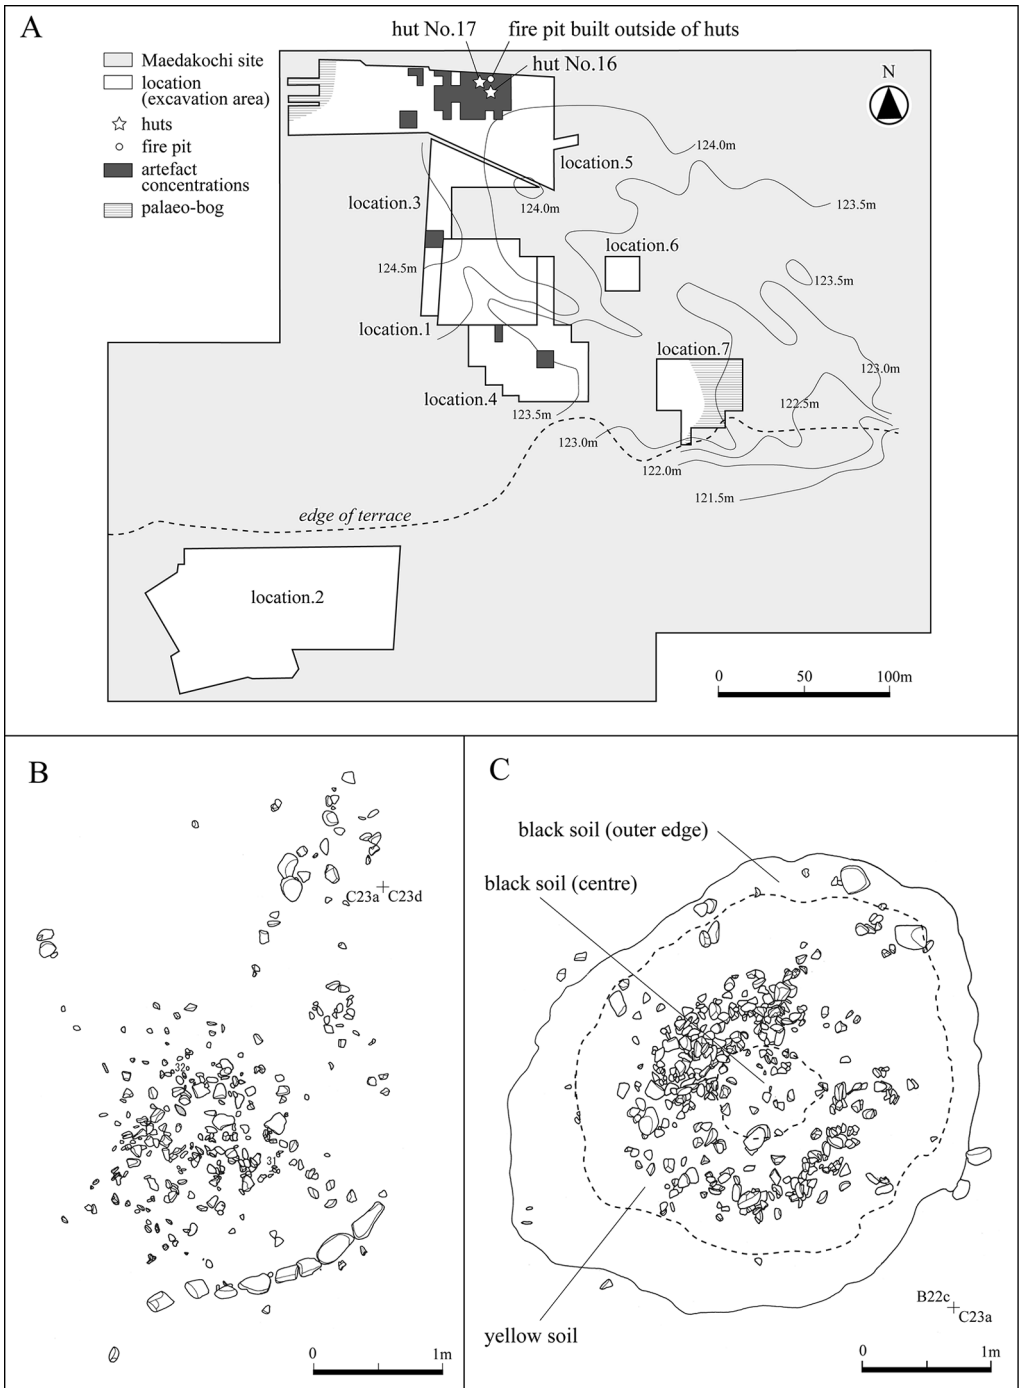 A
hut No.17
fire pit built outside of huts
hut No.16
Maedakochi site
location
(excavation area)
huts
fire pit
artefact
concentrations
palaeo-bog
N
124.0m
location.5
location.3
124.0m
123.5m
location.6
124.5m
123.5m
location.1
location.7
123.0m
location.4
122.5m
123.5m
123.0m
122.0m
121.5m
edge of terrace
location.2
0 50 100m
B
C23a C23d
32
31
0 1m
C
black soil (outer edge)
black soil (centre)
yellow soil
B22c
C23a
0 1m